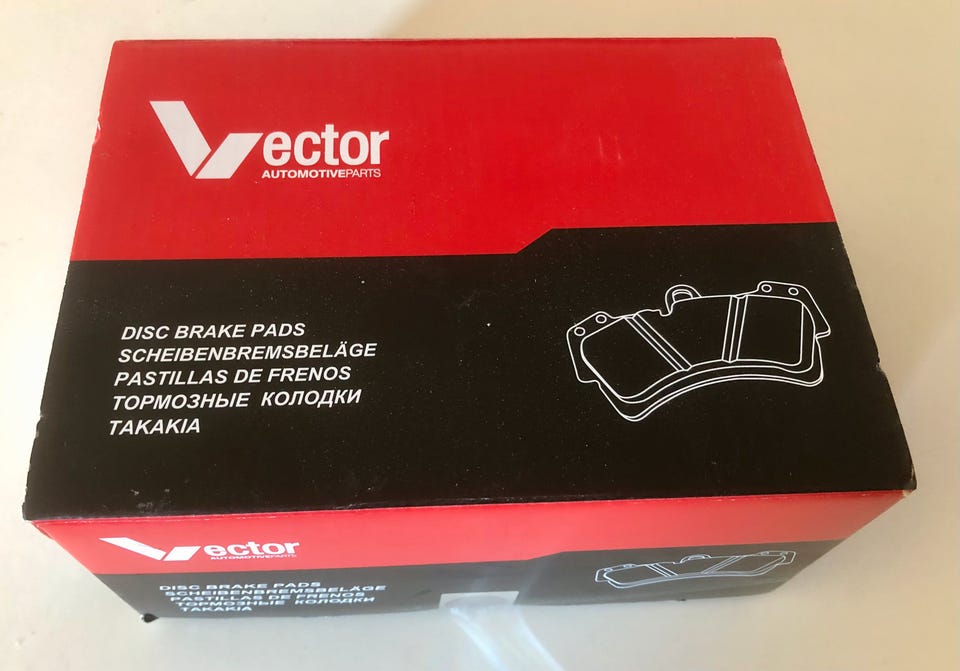 Vector
AUTOMOTIVEPARTS
DISC BRAKE PADS
SCHEIBENBREMSBELÄGE
PASTILLAS DE FRENOS
ТОРМОЗНЫЕ КОЛОДКИ
TAKAKIA
Vector
AUTOMOTIVEPARTS
DISC BRAKE PADS
SCHEIBENBREMSBELÄGE
PASTILLAS DE FRENOS
ТОРМОЗНЫЕ КОЛОДКИ
TAKAKIA